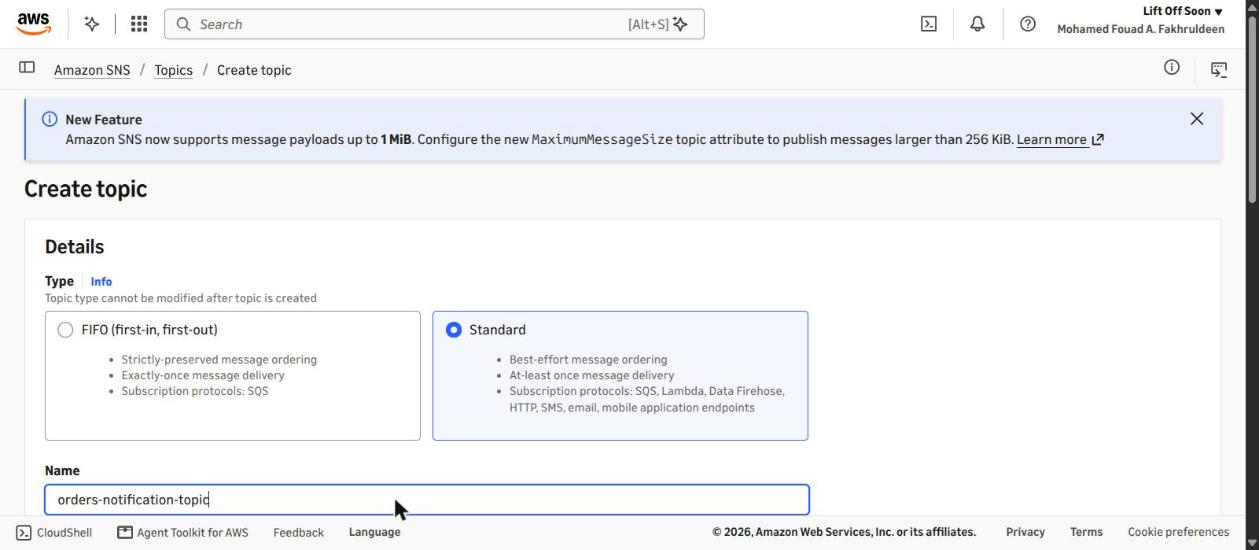 aws
Search
[Alt+S]
Lift Off Soon ▼
Mohamed Fouad A. Fakhruldeen
Amazon SNS / Topics / Create topic
New Feature
Amazon SNS now supports message payloads up to 1 MiB. Configure the new MaximumMessageSize topic attribute to publish messages larger than 256 KiB. Learn more
Create topic
Details
Type Info
Topic type cannot be modified after topic is created
FIFO (first-in, first-out)
• Strictly-preserved message ordering
• Exactly-once message delivery
• Subscription protocols: SQS
Standard
• Best-effort message ordering
• At-least once message delivery
• Subscription protocols: SQS, Lambda, Data Firehose,
HTTP, SMS, email, mobile application endpoints
Name
orders-notification-topic
CloudShell Agent Toolkit for AWS Feedback Language © 2026, Amazon Web Services, Inc. or its affiliates. Privacy Terms Cookie preferences